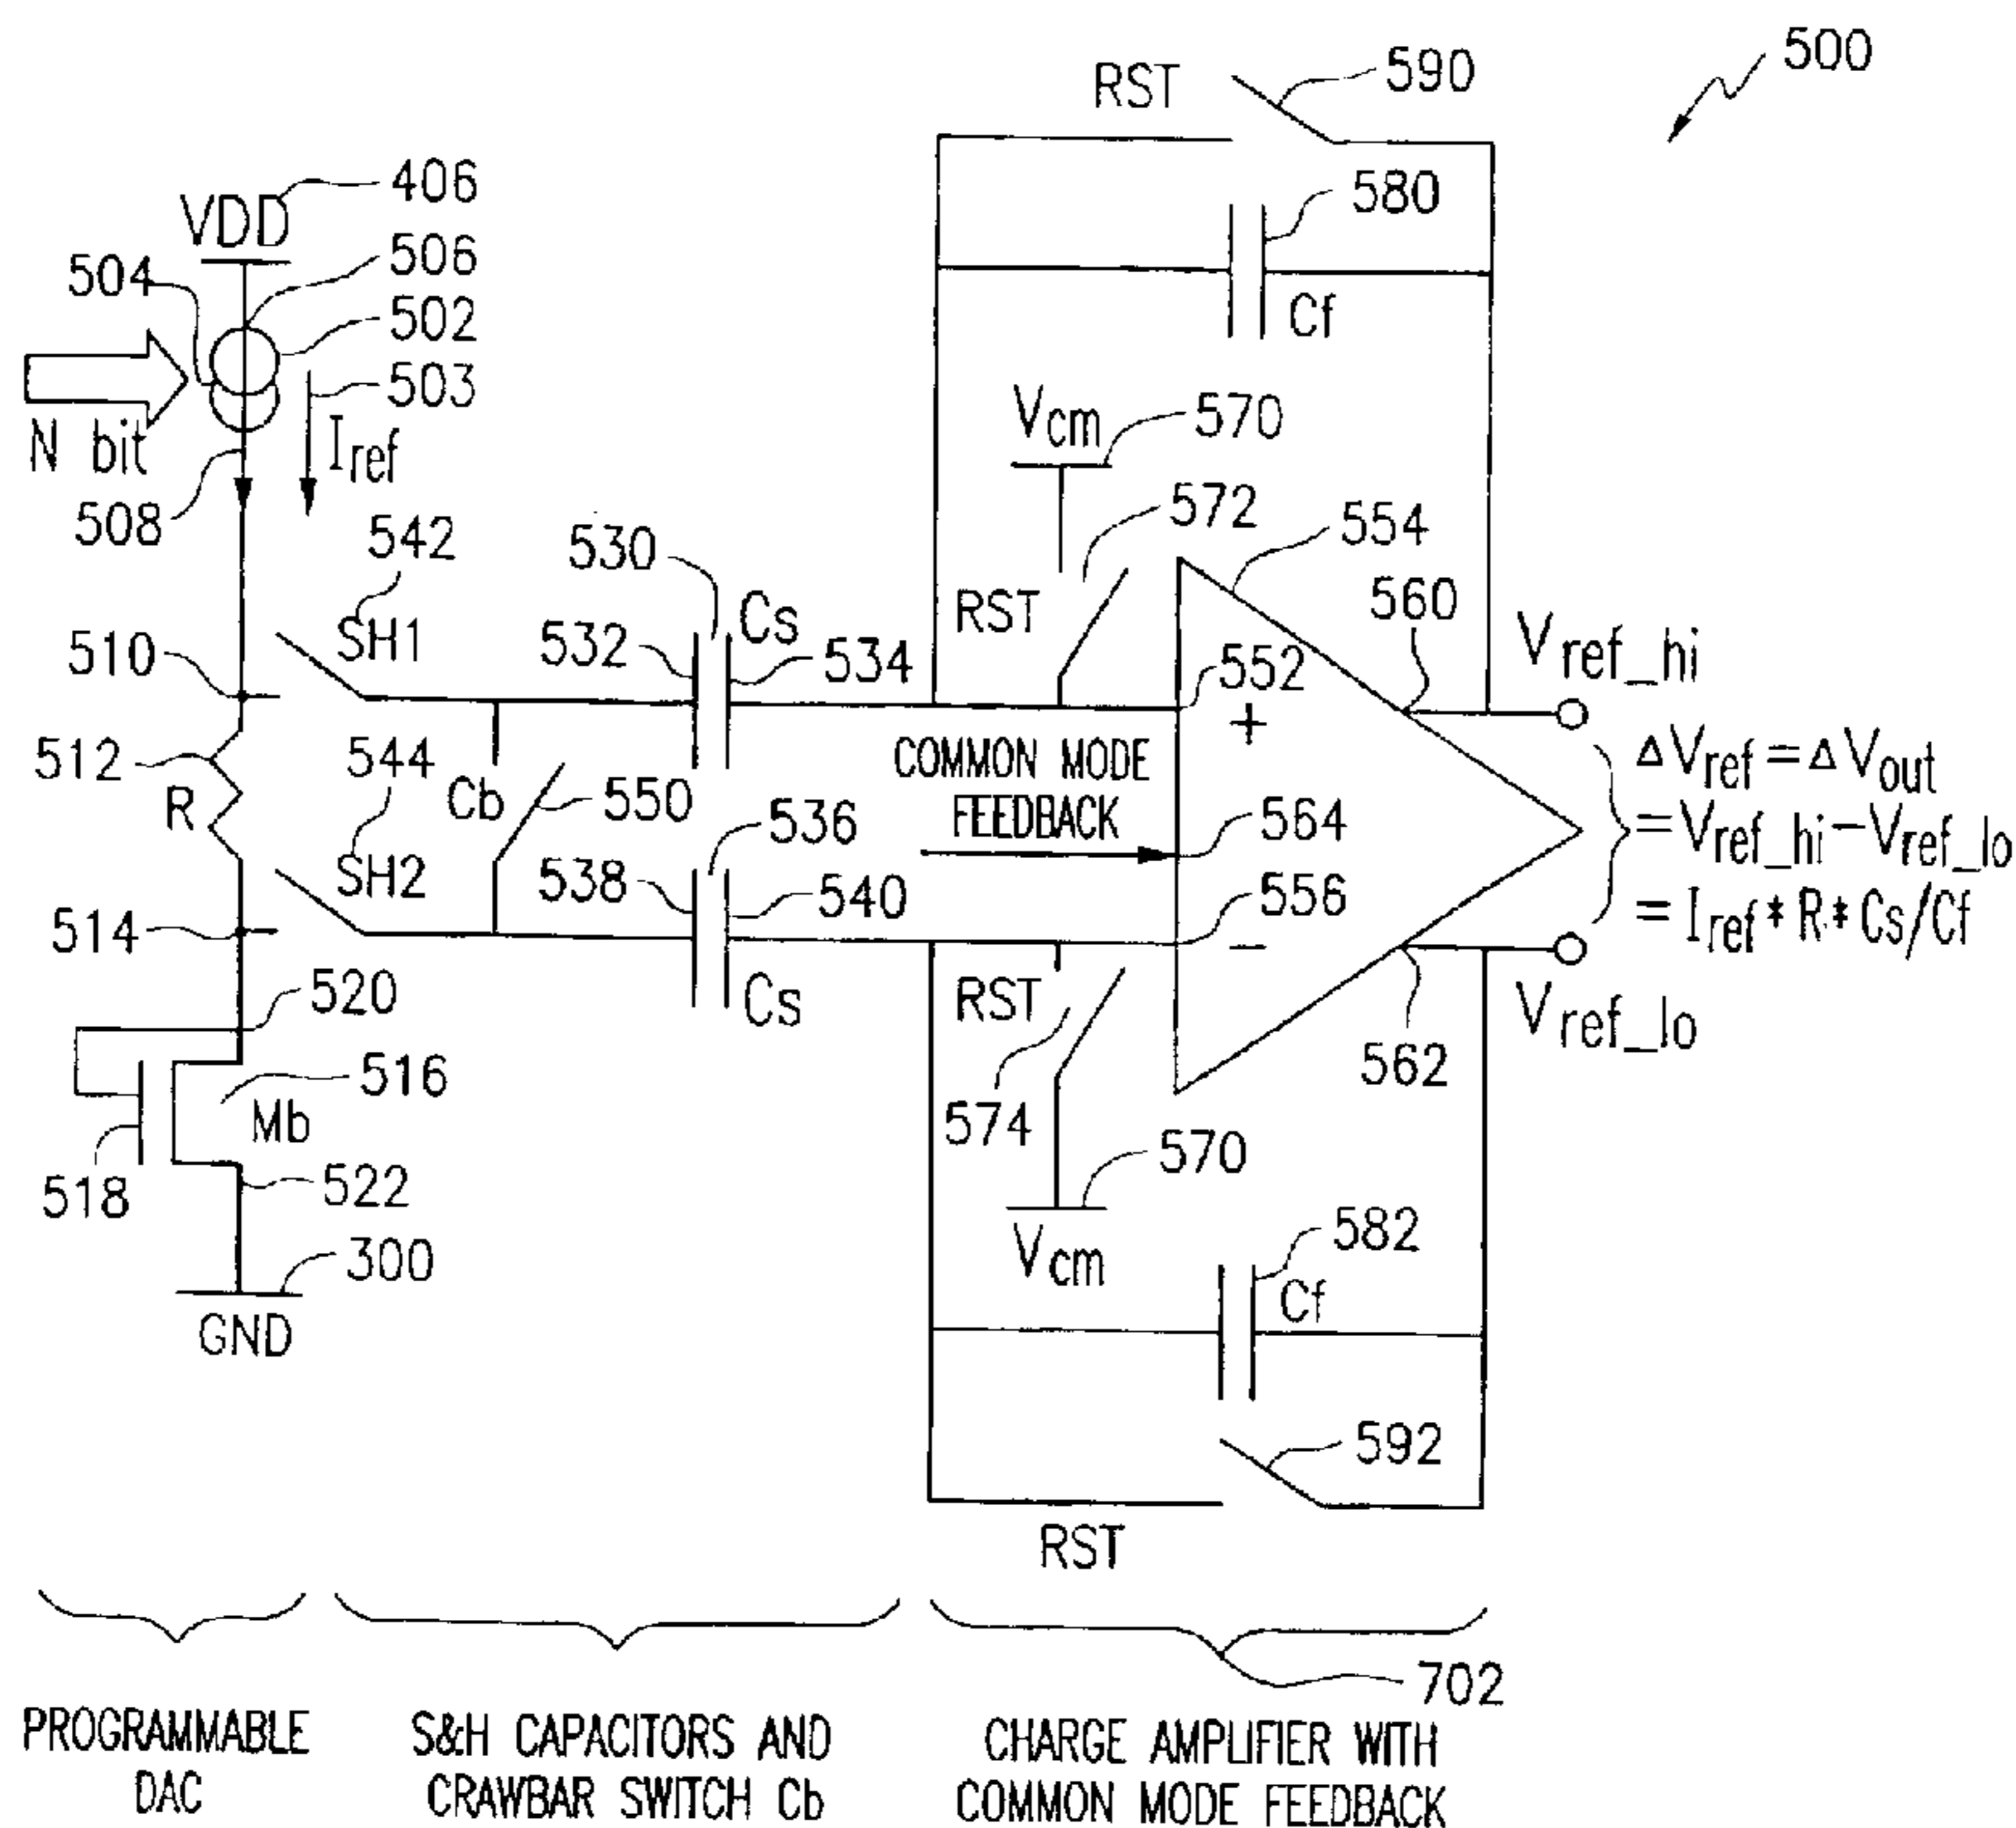 500
RST
590
580
Cf
406
VDD
506
504
502
503
N bit
Iref
508
Vcm
570
572
554
542
SH1
530
Cs
532
534
RST
560
Vref_hi
510
552
+
512
R
544
SH2
Cb
550
COMMON MODE
FEEDBACK
564
536
538
540
556
-
ΔVref = ΔVout
= Vref_hi - Vref_lo
= Iref * R * Cs/Cf
514
Cs
RST
562
Vref_lo
520
516
Mb
518
522
574
570
Vcm
300
GND
582
Cf
592
RST
702
PROGRAMMABLE
DAC
S&H CAPACITORS AND
CRAWBAR SWITCH Cb
CHARGE AMPLIFIER WITH
COMMON MODE FEEDBACK